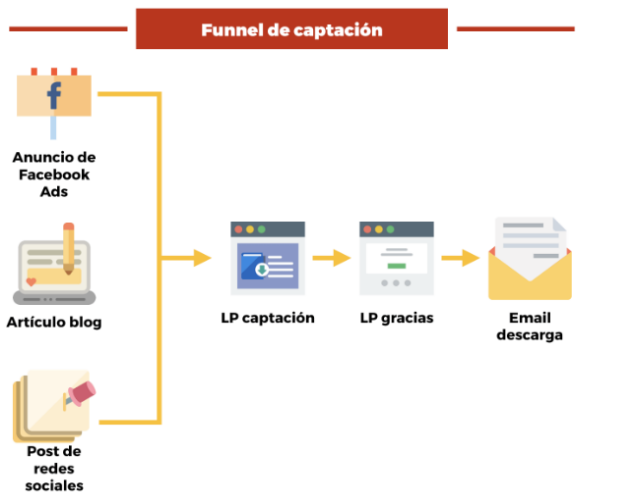 Funnel de captación
Anuncio de
Facebook
Ads
Artículo blog
Post de
redes
sociales
LP captación
LP gracias
Email
descarga